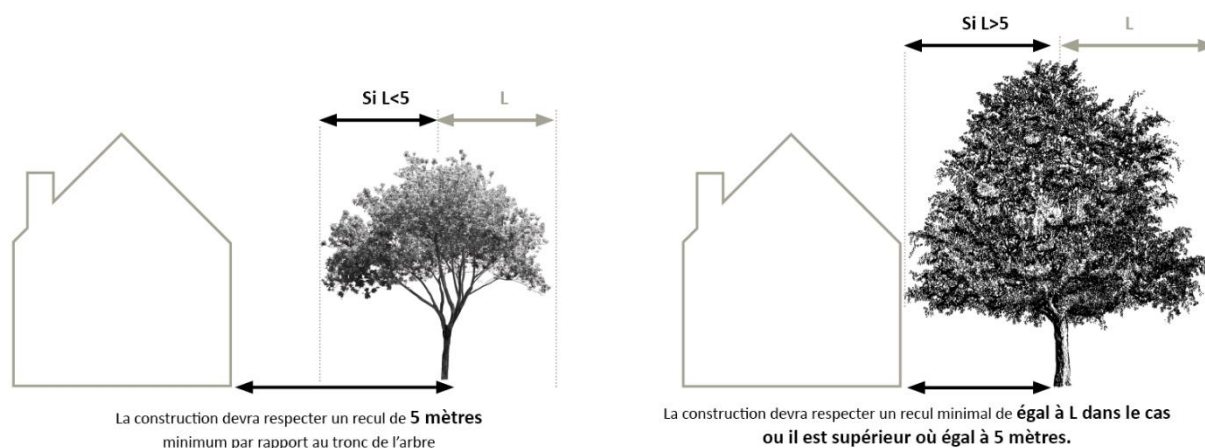 Si L<5
L
La construction devra respecter un recul de 5 mètres
minimum par rapport au tronc de l'arbre
Si L>5
L
La construction devra respecter un recul minimal de égal à L dans le cas
ou il est supérieur où égal à 5 mètres.